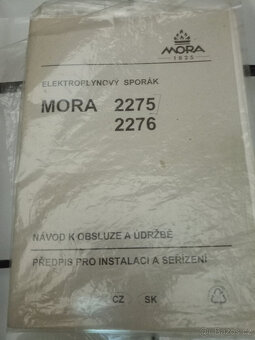 MORA
1825
ELEKTROPLYNOVÝ SPORÁK
MORA 2275
2276
NÁVOD K OBSLUZE A ÚDRŽBĚ
PŘEDPIS PRO INSTALACI A SEŘÍZENÍ
CZ SK